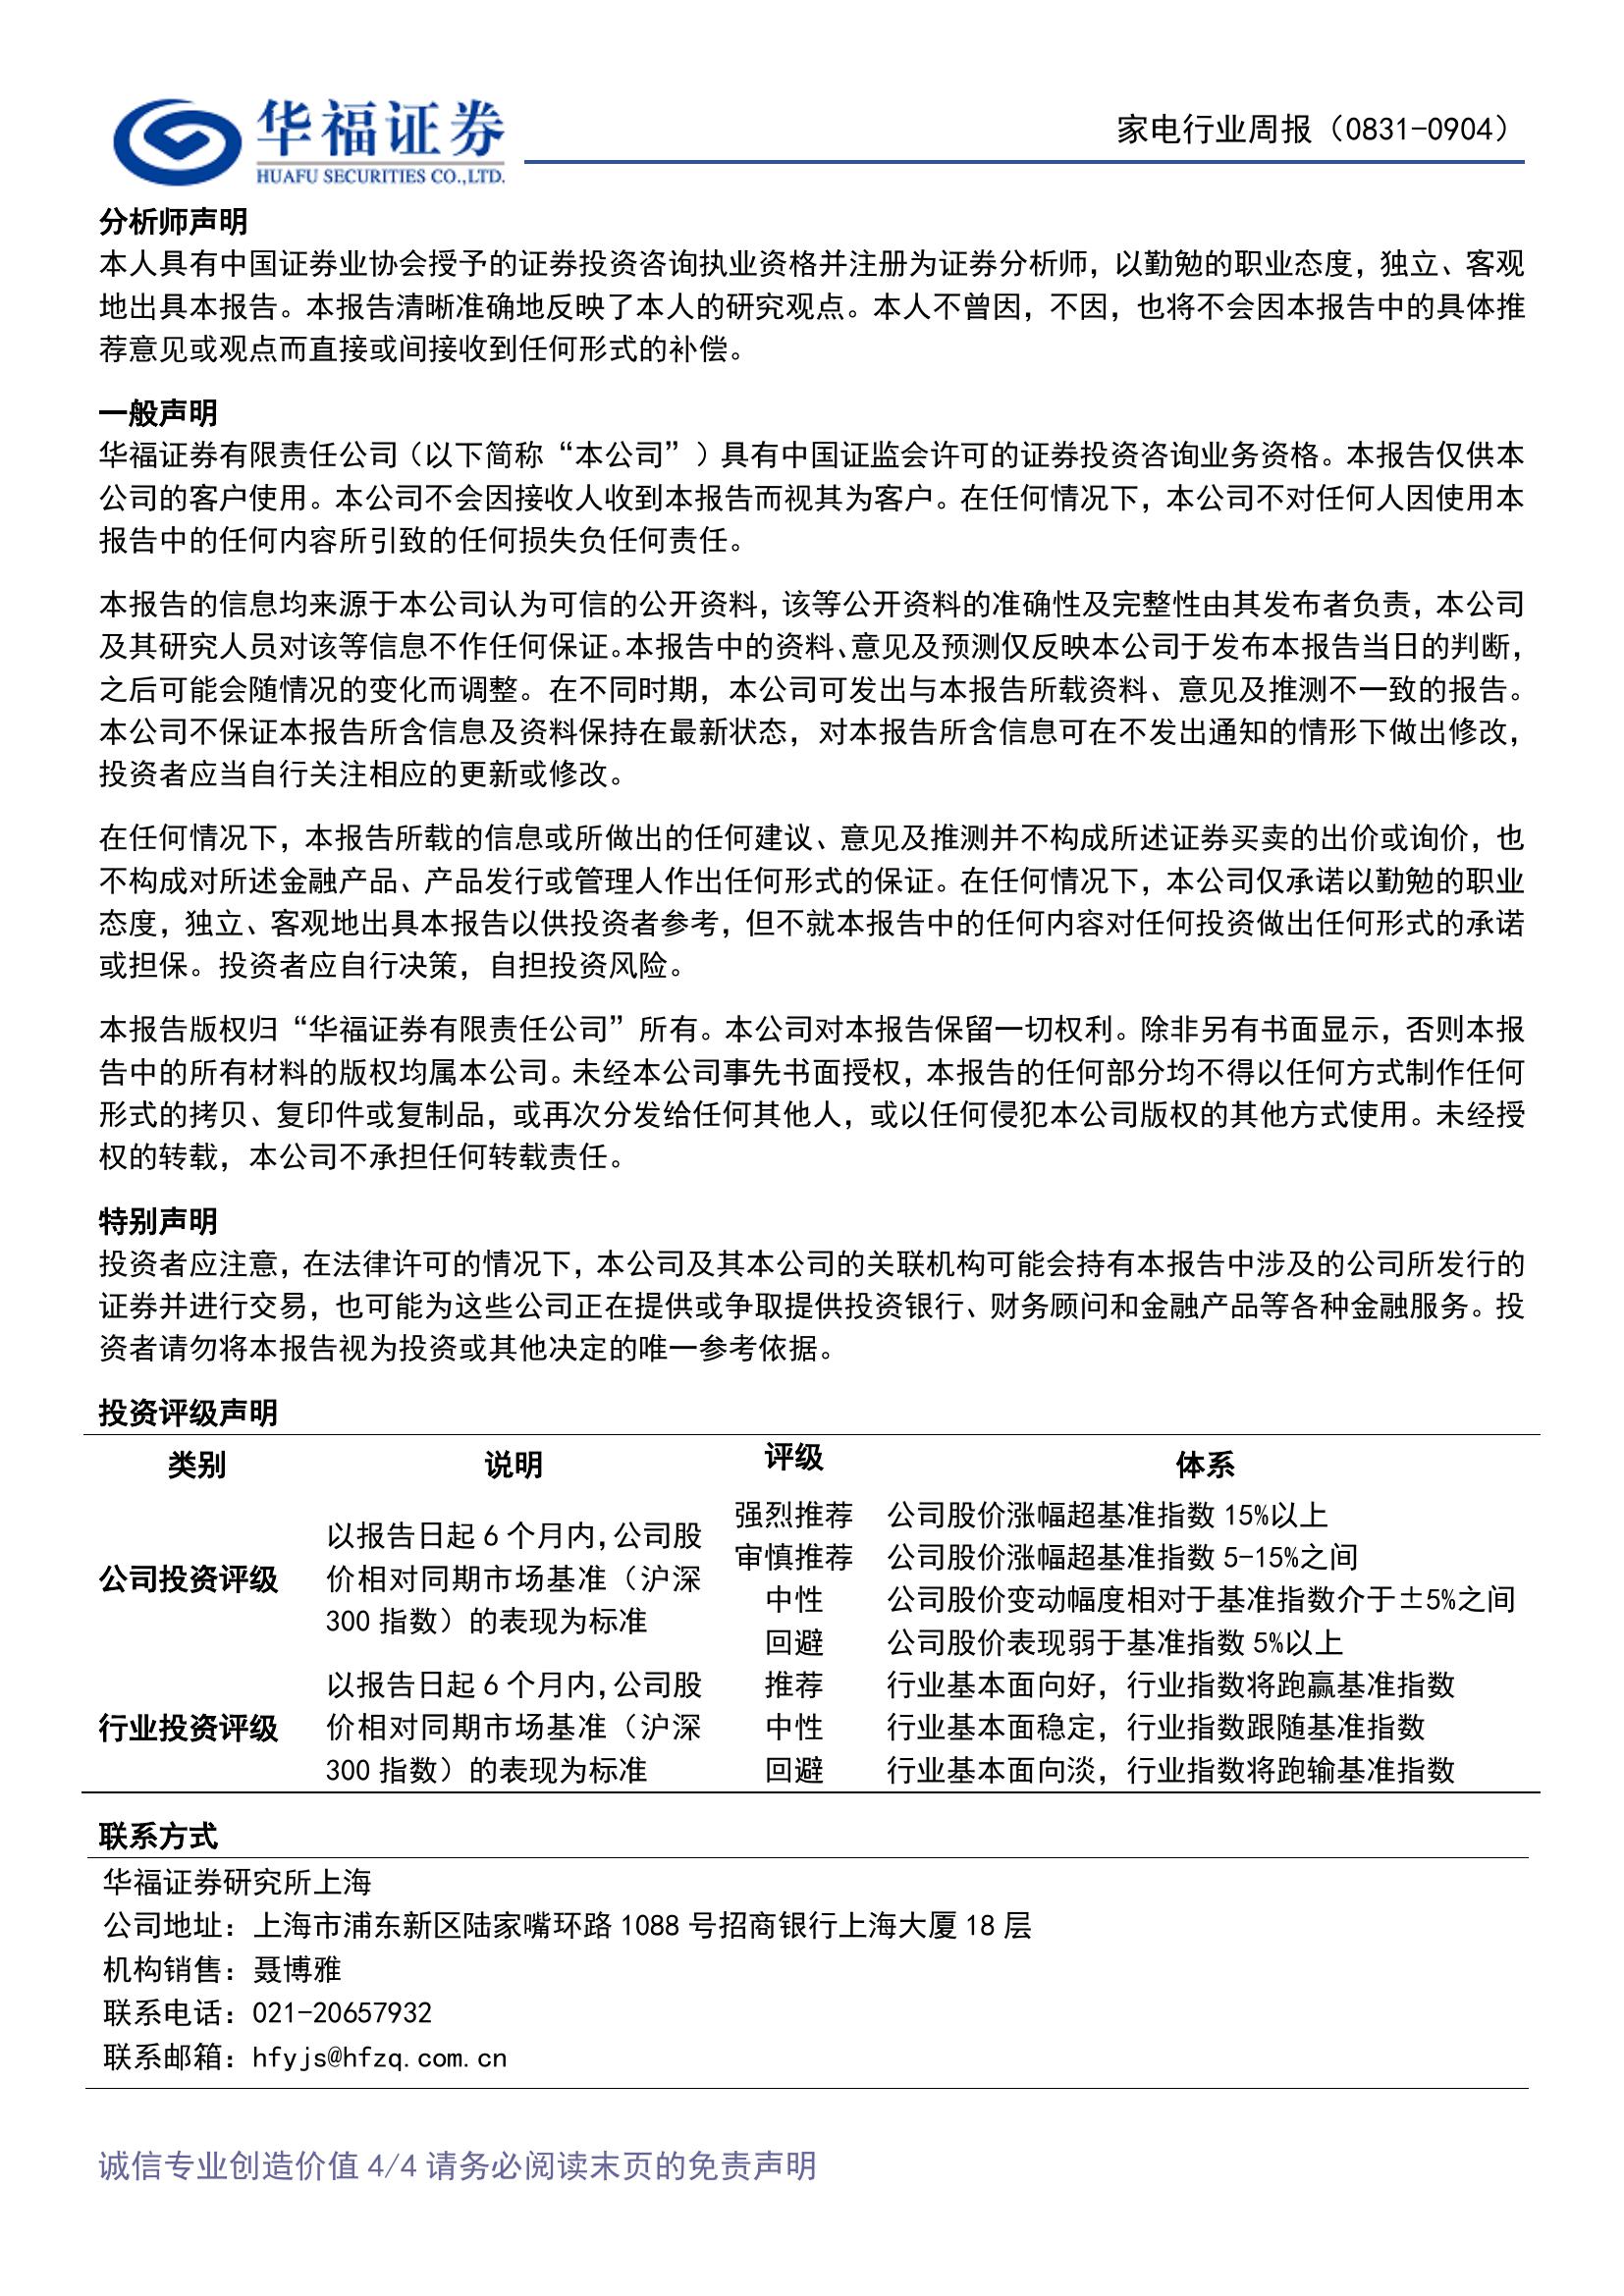 华福证券
HUAFU SECURITIES CO.,LTD.
家电行业周报（0831-0904）
分析师声明
本人具有中国证券业协会授予的证券投资咨询执业资格并注册为证券分析师，以勤勉的职业态度，独立、客观
地出具本报告。本报告清晰准确地反映了本人的研究观点。本人不曾因，不因，也将不会因本报告中的具体推
荐意见或观点而直接或间接收到任何形式的补偿。
一般声明
华福证券有限责任公司（以下简称“本公司”）具有中国证监会许可的证券投资咨询业务资格。本报告仅供本
公司的客户使用。本公司不会因接收人收到本报告而视其为客户。在任何情况下，本公司不对任何人因使用本
报告中的任何内容所引致的任何损失负任何责任。
本报告的信息均来源于本公司认为可信的公开资料，该等公开资料的准确性及完整性由其发布者负责，本公司
及其研究人员对该等信息不作任何保证。本报告中的资料、意见及预测仅反映本公司于发布本报告当日的判断，
之后可能会随情况的变化而调整。在不同时期，本公司可发出与本报告所载资料、意见及推测不一致的报告。
本公司不保证本报告所含信息及资料保持在最新状态，对本报告所含信息可在不发出通知的情形下做出修改，
投资者应当自行关注相应的更新或修改。
在任何情况下，本报告所载的信息或所做出的任何建议、意见及推测并不构成所述证券买卖的出价或询价，也
不构成对所述金融产品、产品发行或管理人作出任何形式的保证。在任何情况下，本公司仅承诺以勤勉的职业
态度，独立、客观地出具本报告以供投资者参考，但不就本报告中的任何内容对任何投资做出任何形式的承诺
或担保。投资者应自行决策，自担投资风险。
本报告版权归“华福证券有限责任公司”所有。本公司对本报告保留一切权利。除非另有书面显示，否则本报
告中的所有材料的版权均属本公司。未经本公司事先书面授权，本报告的任何部分均不得以任何方式制作任何
形式的拷贝、复印件或复制品，或再次分发给任何其他人，或以任何侵犯本公司版权的其他方式使用。未经授
权的转载，本公司不承担任何转载责任。
特别声明
投资者应注意，在法律许可的情况下，本公司及其本公司的关联机构可能会持有本报告中涉及的公司所发行的
证券并进行交易，也可能为这些公司正在提供或争取提供投资银行、财务顾问和金融产品等各种金融服务。投
资者请勿将本报告视为投资或其他决定的唯一参考依据。
投资评级声明
类别 说明 评级 体系
公司投资评级
以报告日起 6 个月内，公司股
价相对同期市场基准（沪深
300 指数）的表现为标准
强烈推荐 公司股价涨幅超基准指数 15%以上
审慎推荐 公司股价涨幅超基准指数 5-15%之间
中性 公司股价变动幅度相对于基准指数介于±5%之间
回避 公司股价表现弱于基准指数 5%以上
行业投资评级
以报告日起 6 个月内，公司股
价相对同期市场基准（沪深
300 指数）的表现为标准
推荐 行业基本面向好，行业指数将跑赢基准指数
中性 行业基本面稳定，行业指数跟随基准指数
回避 行业基本面向淡，行业指数将跑输基准指数
联系方式
华福证券研究所上海
公司地址：上海市浦东新区陆家嘴环路 1088 号招商银行上海大厦 18 层
机构销售：聂博雅
联系电话：021-20657932
联系邮箱：hfyjs@hfzq.com.cn
诚信专业创造价值 4/4 请务必阅读末页的免责声明